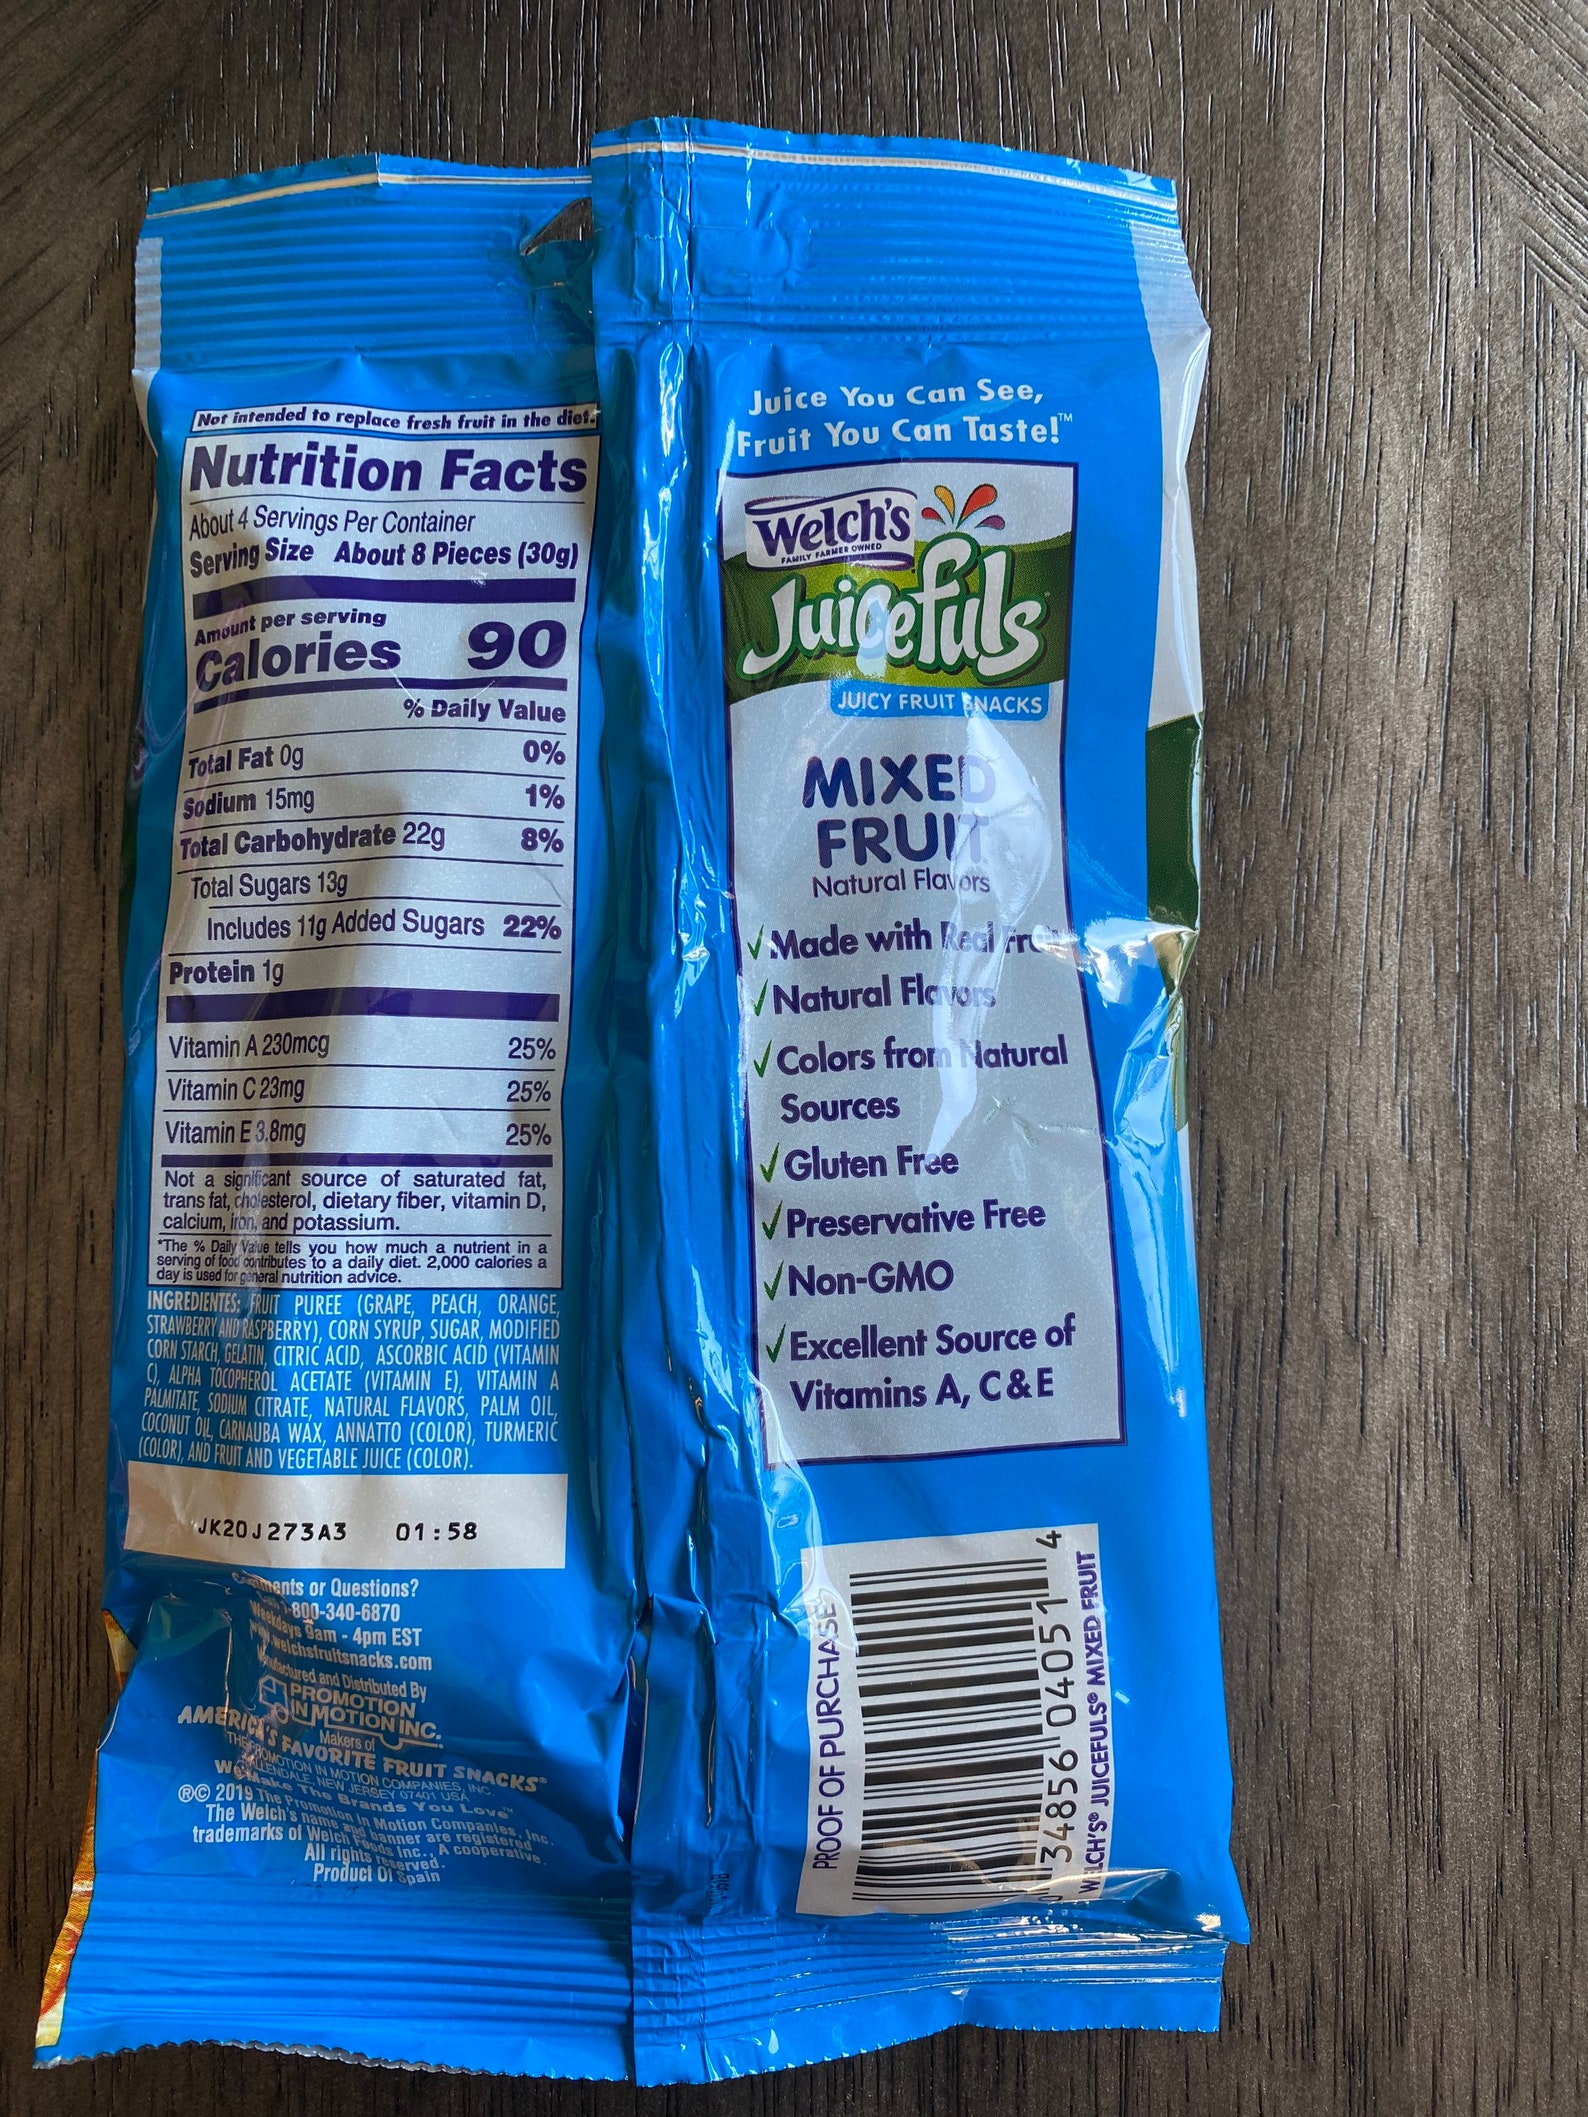 Not intended to replace fresh fruit in the diet.
Nutrition Facts
About 4 Servings Per Container
Serving Size About 8 Pieces (30g)
Amount per serving
Calories 90
% Daily Value
Total Fat 0g 0%
Sodium 15mg 1%
Total Carbohydrate 22g 8%
Total Sugars 13g
Includes 11g Added Sugars 22%
Protein 1g
Vitamin A 230mcg 25%
Vitamin C 23mg 25%
Vitamin E 3.8mg 25%
Not a significant source of saturated fat,
trans fat, cholesterol, dietary fiber, vitamin D,
calcium, iron, and potassium.
*The % Daily Value tells you how much a nutrient in a
serving of food contributes to a daily diet. 2,000 calories a
day is used for general nutrition advice.
INGREDIENTES: FRUIT PUREE (GRAPE, PEACH, ORANGE,
STRAWBERRY AND RASPBERRY), CORN SYRUP, SUGAR, MODIFIED
CORN STARCH, GELATIN, CITRIC ACID, ASCORBIC ACID (VITAMIN
C), ALPHA TOCOPHEROL ACETATE (VITAMIN E), VITAMIN A
PALMITATE, SODIUM CITRATE, NATURAL FLAVORS, PALM OIL,
COCONUT OIL, CARNAUBA WAX, ANNATTO (COLOR), TURMERIC
(COLOR), AND FRUIT AND VEGETABLE JUICE (COLOR).
JK20J273A3 01:58
Comments or Questions?
1-800-340-6870
Weekdays 9am - 4pm EST
www.welchsfruitsnacks.com
Manufactured and Distributed By
PROMOTION
IN MOTION INC.
Makers of
AMERICA'S FAVORITE FRUIT SNACKS®
THE PROMOTION IN MOTION COMPANIES, INC.
ALLENDALE, NEW JERSEY 07401 USA
We Make The Brands You Love™
®© 2019 The Promotion In Motion Companies, Inc.
The Welch's name and banner are registered
trademarks of Welch Foods Inc., A cooperative.
All rights reserved.
Product Of Spain
Juice You Can See,
Fruit You Can Taste!™
Welch's
FAMILY FARMER OWNED
Juicefuls
JUICY FRUIT SNACKS
MIXED
FRUIT
Natural Flavors
✓ Made with Real Fruit
✓ Natural Flavors
✓ Colors from Natural
Sources
✓ Gluten Free
✓ Preservative Free
✓ Non-GMO
✓ Excellent Source of
Vitamins A, C & E
PROOF OF PURCHASE
0 34856 04051 4
WELCH'S® JUICEFULS® MIXED FRUIT